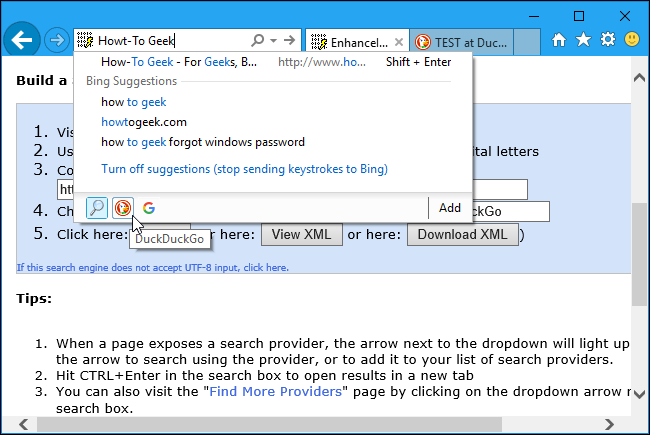 Howt-To Geek
Enhancel...
TEST at Duc...
How-To Geek - For Geeks, B... http://www.ho... Shift + Enter
Build a
Bing Suggestions
how to geek
howtogeek.com
how to geek forgot windows password
Turn off suggestions (stop sending keystrokes to Bing)
1. Vis
2. Us ital letters
3. Co
htt
4. Ch uckGo
Add
DuckDuckGo
5. Click here: or here: View XML or here: Download XML)
If this search engine does not accept UTF-8 input, click here.
Tips:
1. When a page exposes a search provider, the arrow next to the dropdown will light up
the arrow to search using the provider, or to add it to your list of search providers.
2. Hit CTRL+Enter in the search box to open results in a new tab
3. You can also visit the "Find More Providers" page by clicking on the dropdown arrow n
search box.